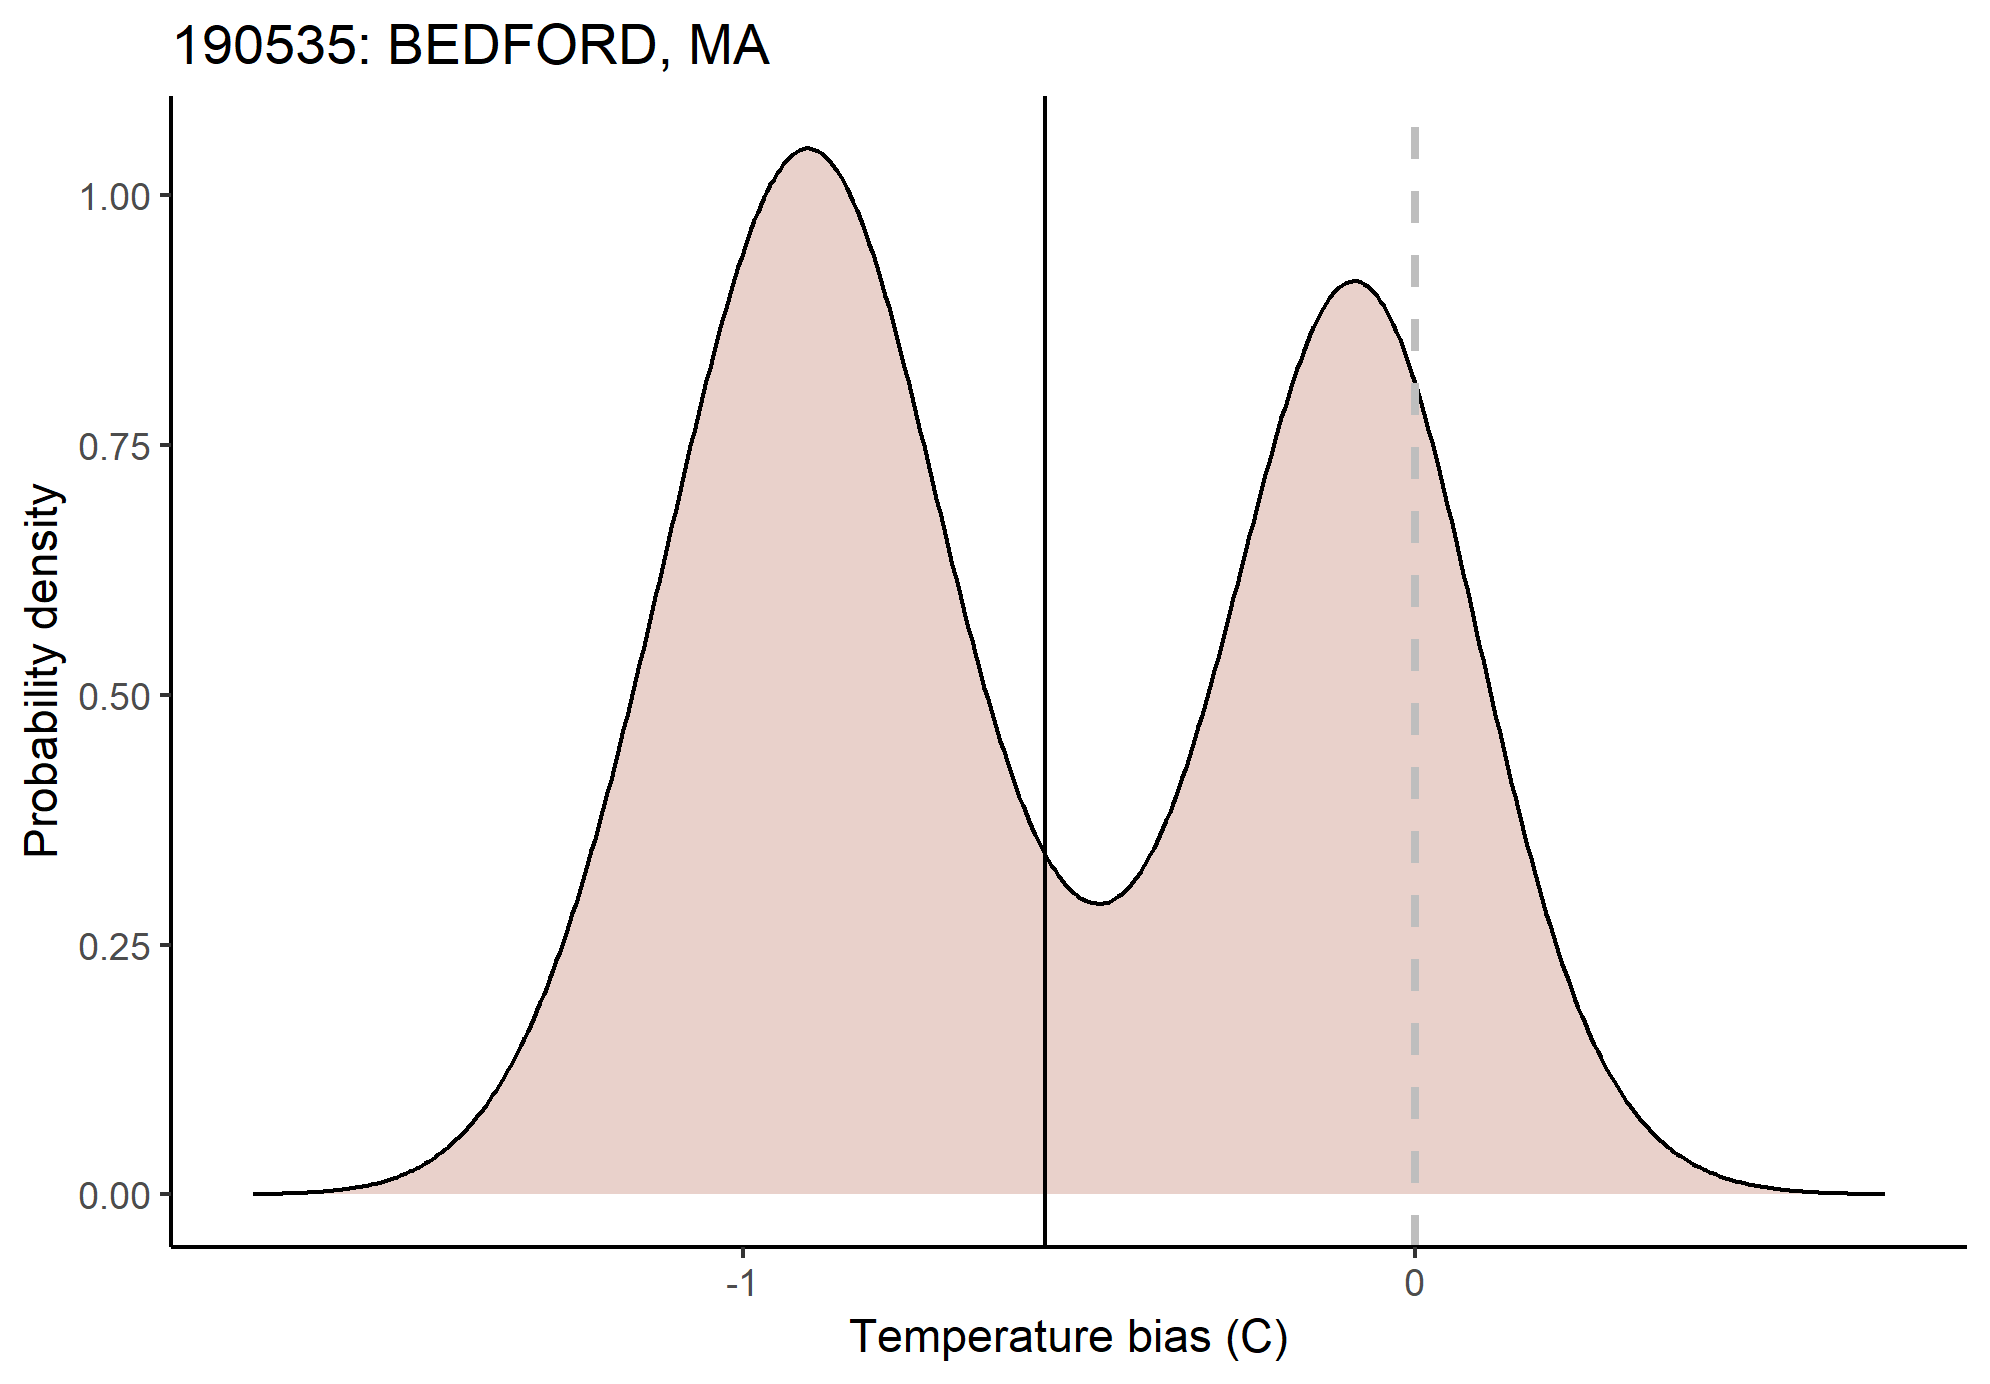 190535: BEDFORD, MA
Probability density
1.00
0.75
0.50
0.25
0.00
-1
0
Temperature bias (C)